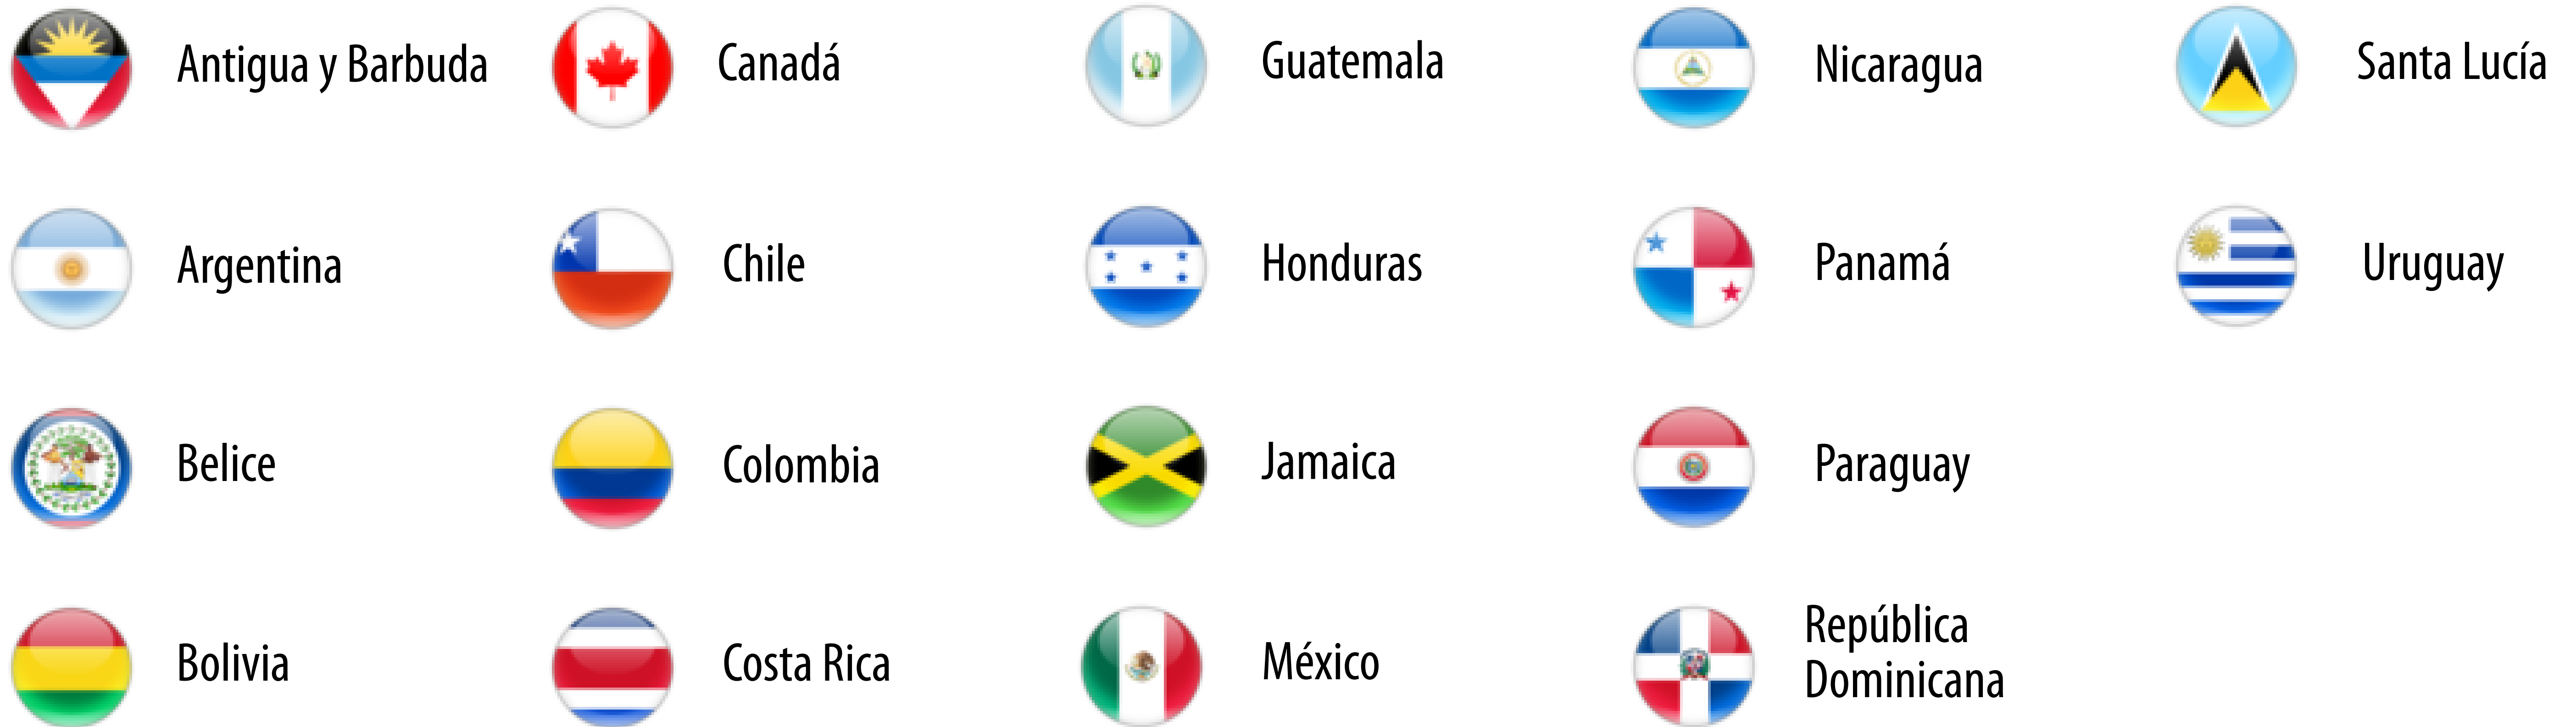 Antigua y Barbuda
Canadá
Guatemala
Nicaragua
Santa Lucía
Argentina
Chile
Honduras
Panamá
Uruguay
Belice
Colombia
Jamaica
Paraguay
Bolivia
Costa Rica
México
República
Dominicana